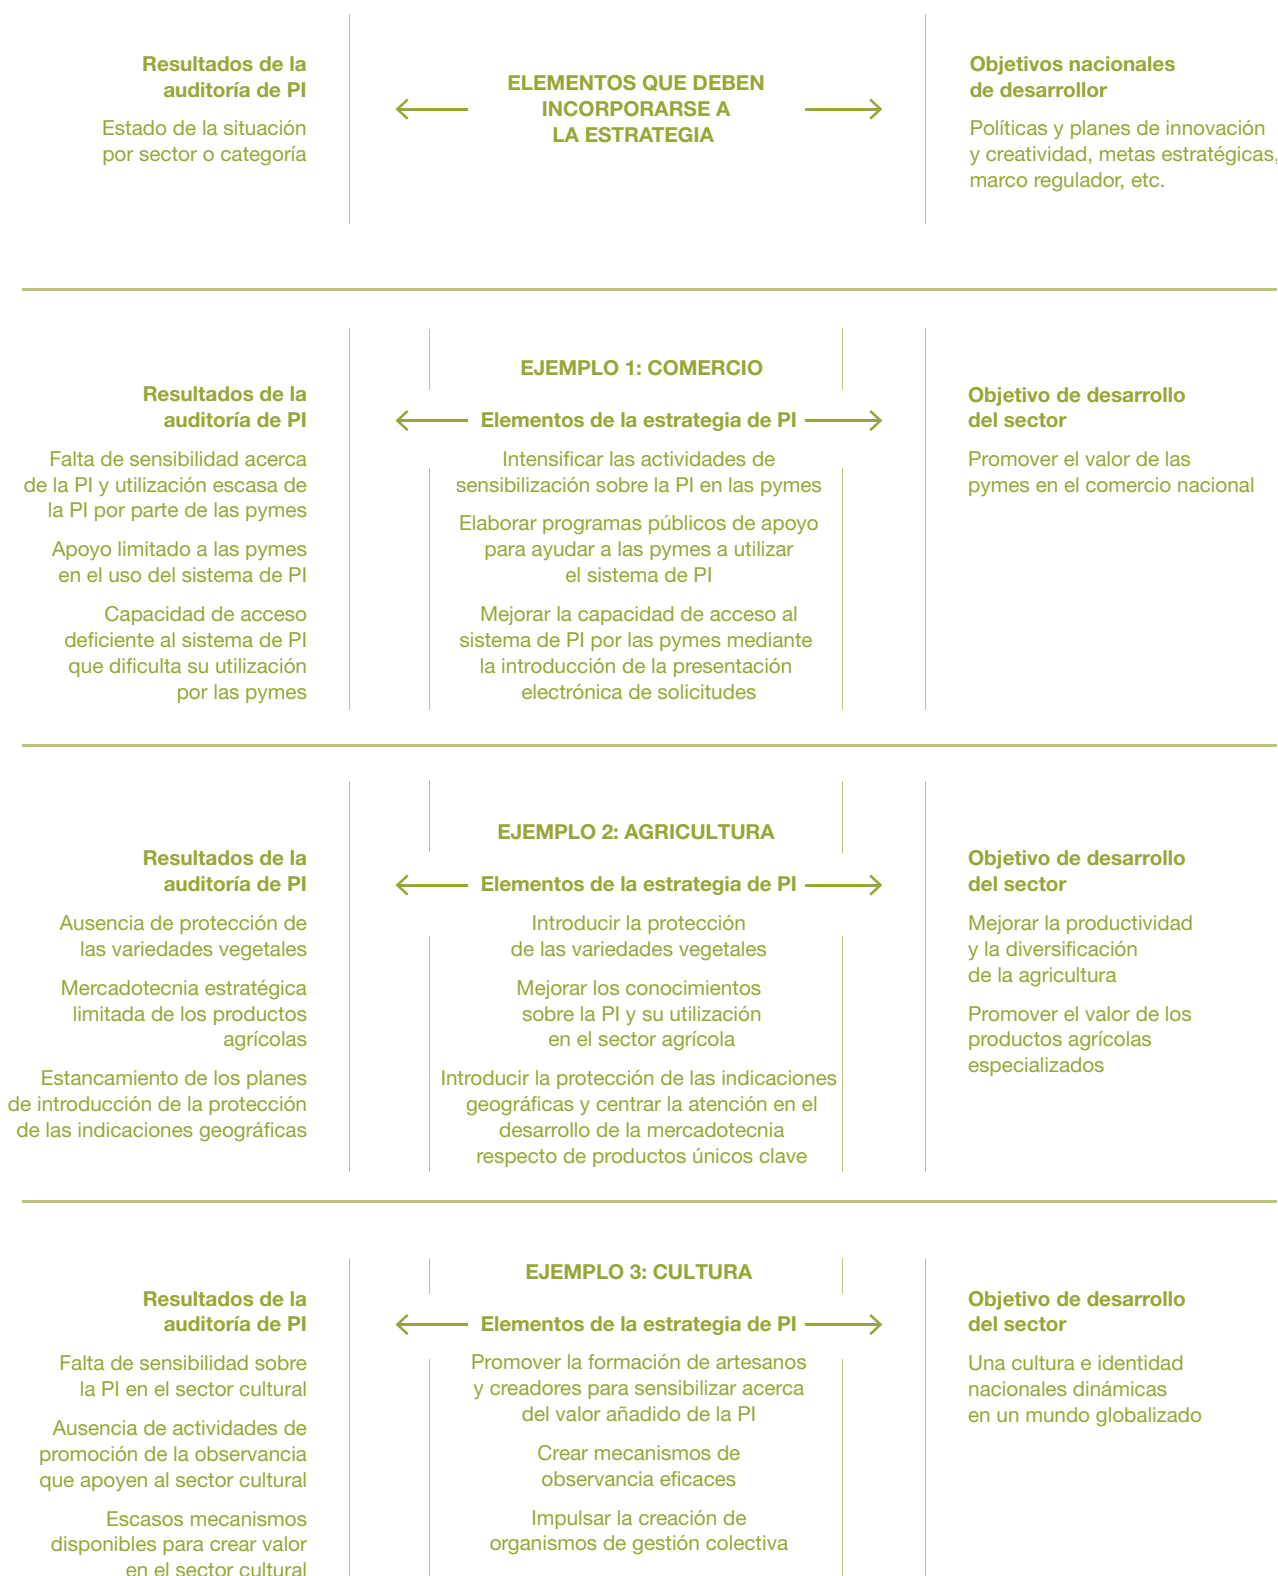 Resultados de la
auditoría de PI
Estado de la situación
por sector o categoría
ELEMENTOS QUE DEBEN
INCORPORARSE A
LA ESTRATEGIA
Objetivos nacionales
de desarrollor
Políticas y planes de innovación
y creatividad, metas estratégicas,
marco regulador, etc.
EJEMPLO 1: COMERCIO
Resultados de la
auditoría de PI
Falta de sensibilidad acerca
de la PI y utilización escasa de
la PI por parte de las pymes
Apoyo limitado a las pymes
en el uso del sistema de PI
Capacidad de acceso
deficiente al sistema de PI
que dificulta su utilización
por las pymes
Elementos de la estrategia de PI
Intensificar las actividades de
sensibilización sobre la PI en las pymes
Elaborar programas públicos de apoyo
para ayudar a las pymes a utilizar
el sistema de PI
Mejorar la capacidad de acceso al
sistema de PI por las pymes mediante
la introducción de la presentación
electrónica de solicitudes
Objetivo de desarrollo
del sector
Promover el valor de las
pymes en el comercio nacional
EJEMPLO 2: AGRICULTURA
Resultados de la
auditoría de PI
Ausencia de protección de
las variedades vegetales
Mercadotecnia estratégica
limitada de los productos
agrícolas
Estancamiento de los planes
de introducción de la protección
de las indicaciones geográficas
Elementos de la estrategia de PI
Introducir la protección
de las variedades vegetales
Mejorar los conocimientos
sobre la PI y su utilización
en el sector agrícola
Introducir la protección de las indicaciones
geográficas y centrar la atención en el
desarrollo de la mercadotecnia
respecto de productos únicos clave
Objetivo de desarrollo
del sector
Mejorar la productividad
y la diversificación
de la agricultura
Promover el valor de los
productos agrícolas
especializados
EJEMPLO 3: CULTURA
Resultados de la
auditoría de PI
Falta de sensibilidad sobre
la PI en el sector cultural
Ausencia de actividades de
promoción de la observancia
que apoyen al sector cultural
Escasos mecanismos
disponibles para crear valor
en el sector cultural
Elementos de la estrategia de PI
Promover la formación de artesanos
y creadores para sensibilizar acerca
del valor añadido de la PI
Crear mecanismos de
observancia eficaces
Impulsar la creación de
organismos de gestión colectiva
Objetivo de desarrollo
del sector
Una cultura e identidad
nacionales dinámicas
en un mundo globalizado